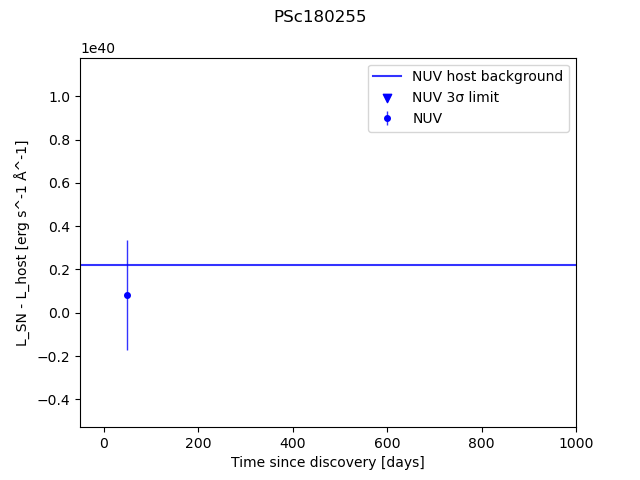 PSc180255
1e40
NUV host background
NUV 3σ limit
NUV
1.0
0.8
0.6
0.4
0.2
0.0
−0.2
−0.4
L_SN - L_host [erg s^-1 Å^-1]
0 200 400 600 800 1000
Time since discovery [days]